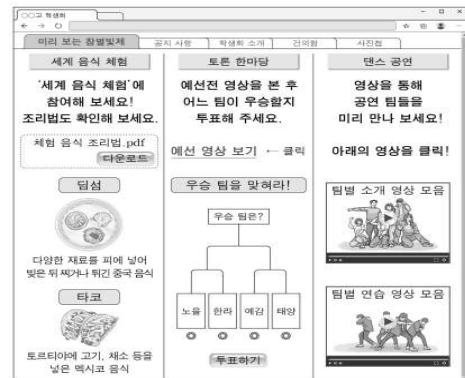 ○○고 학생회
미리 보는 참별빛제
공지 사항
학생회 소개
건의함
사진첩
세계 음식 체험
'세계 음식 체험'에
참여해 보세요!
조리법도 확인해 보세요.
체험 음식 조리법.pdf
다운로드
딤섬
다양한 재료를 피에 넣어
빚은 뒤 찌거나 튀긴 중국 음식
타코
토르티야에 고기, 채소 등을
넣은 멕시코 음식
토론 한마당
예선전 영상을 본 후
어느 팀이 우승할지
투표해 주세요.
예선 영상 보기 ← 클릭
우승 팀을 맞혀라!
우승 팀은?
노을 한라 예감 태양
투표하기
댄스 공연
영상을 통해
공연 팀들을
미리 만나 보세요!
아래의 영상을 클릭!
팀별 소개 영상 모음
팀별 연습 영상 모음